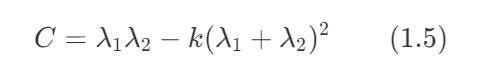 C = λ₁λ₂ − k(λ₁ + λ₂)² (1.5)